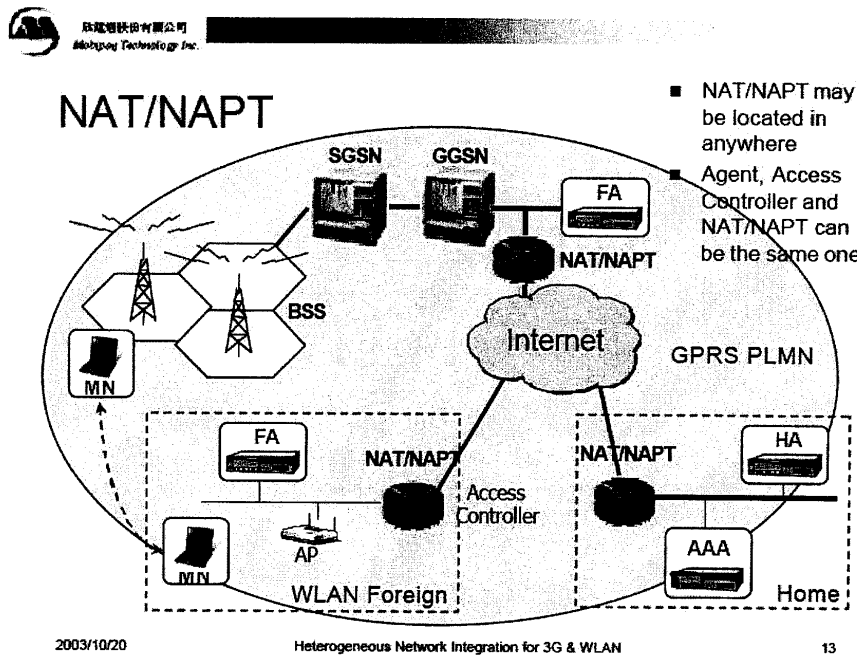 Mobipaq Technology Inc.
NAT/NAPT
■ NAT/NAPT may
be located in
anywhere
■ Agent, Access
Controller and
NAT/NAPT can
be the same one
SGSN
GGSN
FA
NAT/NAPT
BSS
Internet
GPRS PLMN
MN
FA
NAT/NAPT
Access
Controller
AP
MN
WLAN Foreign
NAT/NAPT
HA
AAA
Home
2003/10/20
Heterogeneous Network Integration for 3G & WLAN
13